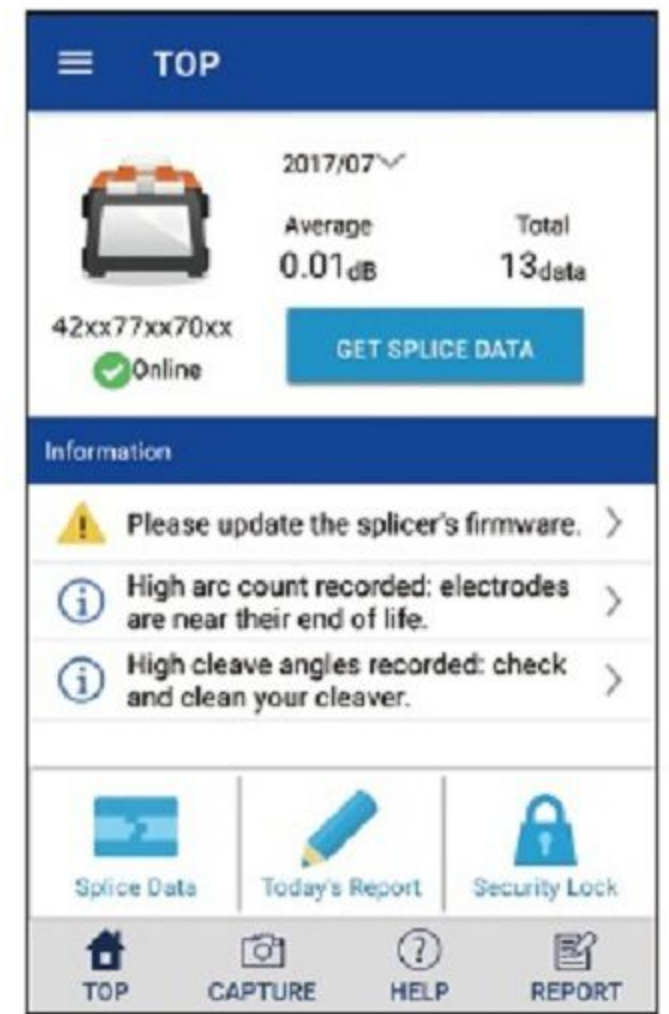 TOP
2017/07
Average Total
0.01dB 13data
42xx77xx70xx
Online
GET SPLICE DATA
Information
Please update the splicer's firmware.
High arc count recorded: electrodes
are near their end of life.
High cleave angles recorded: check
and clean your cleaver.
Splice Data Today's Report Security Lock
TOP CAPTURE HELP REPORT